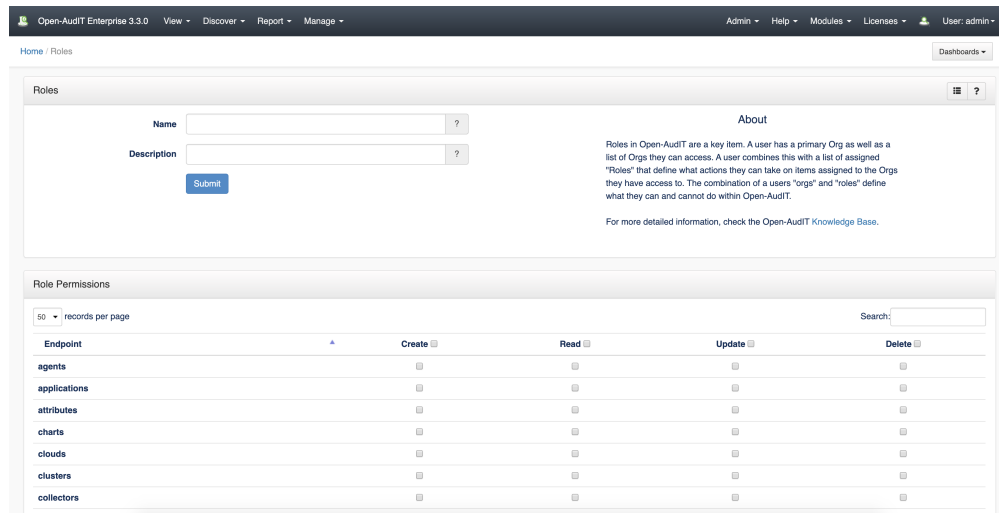 Open-AudIT Enterprise 3.3.0 View Discover Report Manage Admin Help Modules Licenses User: admin
Home / Roles
Dashboards
Roles
?
Name
?
Description
?
Submit
About
Roles in Open-AudIT are a key item. A user has a primary Org as well as a
list of Orgs they can access. A user combines this with a list of assigned
"Roles" that define what actions they can take on items assigned to the Orgs
they have access to. The combination of a users "orgs" and "roles" define
what they can and cannot do within Open-AudIT.
For more detailed information, check the Open-AudIT Knowledge Base.
Role Permissions
50 records per page
Search:
Endpoint Create Read Update Delete
agents
applications
attributes
charts
clouds
clusters
collectors